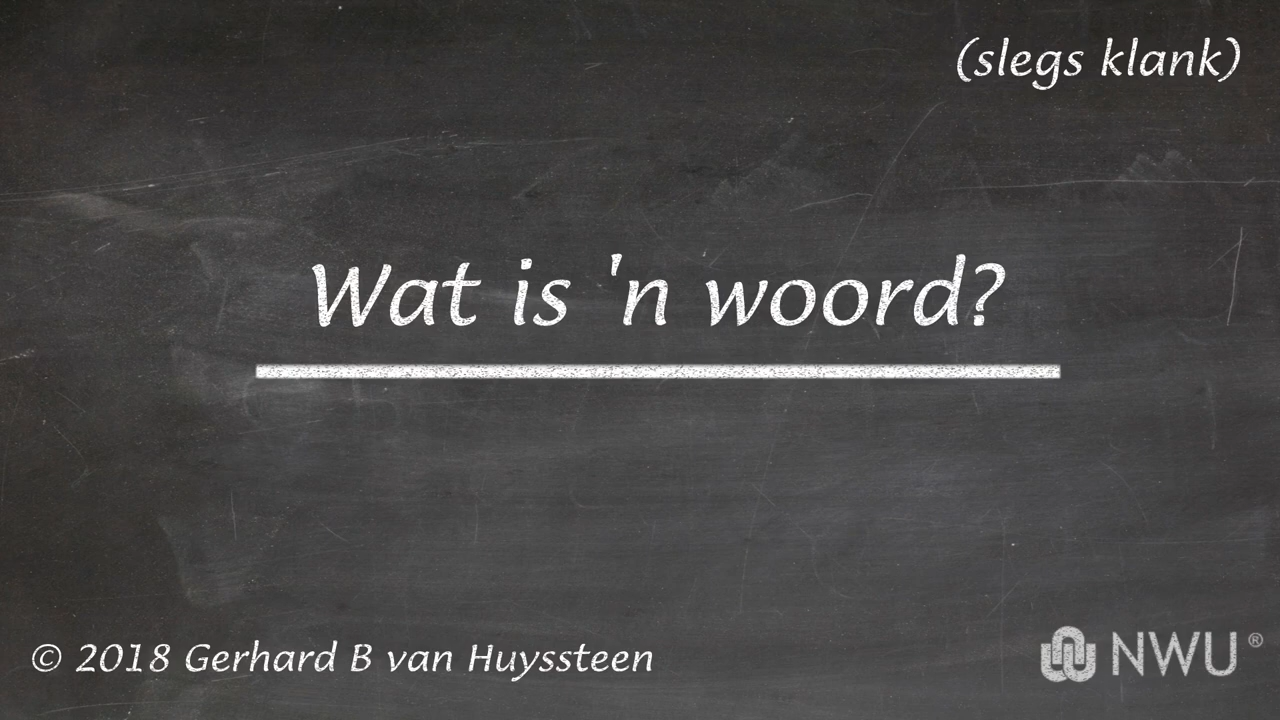 (slegs klank)
Wat is 'n woord?
© 2018 Gerhard B van Huyssteen
NWU®